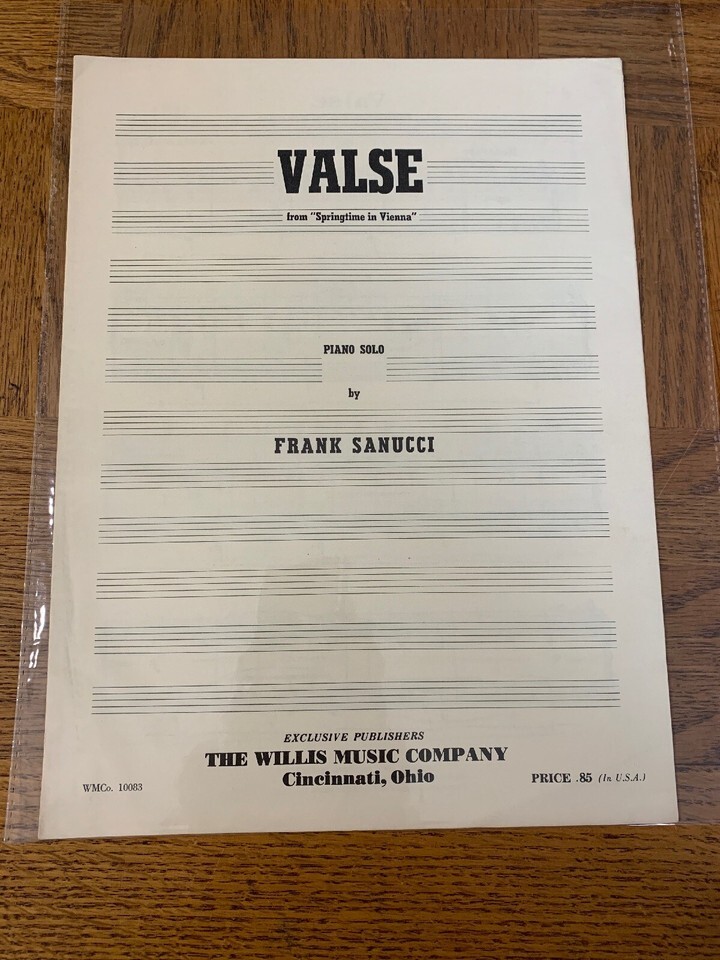 VALSE
from "Springtime in Vienna"
PIANO SOLO
by
FRANK SANUCCI
EXCLUSIVE PUBLISHERS
THE WILLIS MUSIC COMPANY
Cincinnati, Ohio
WMCo. 10083
PRICE .85 (In U.S.A.)